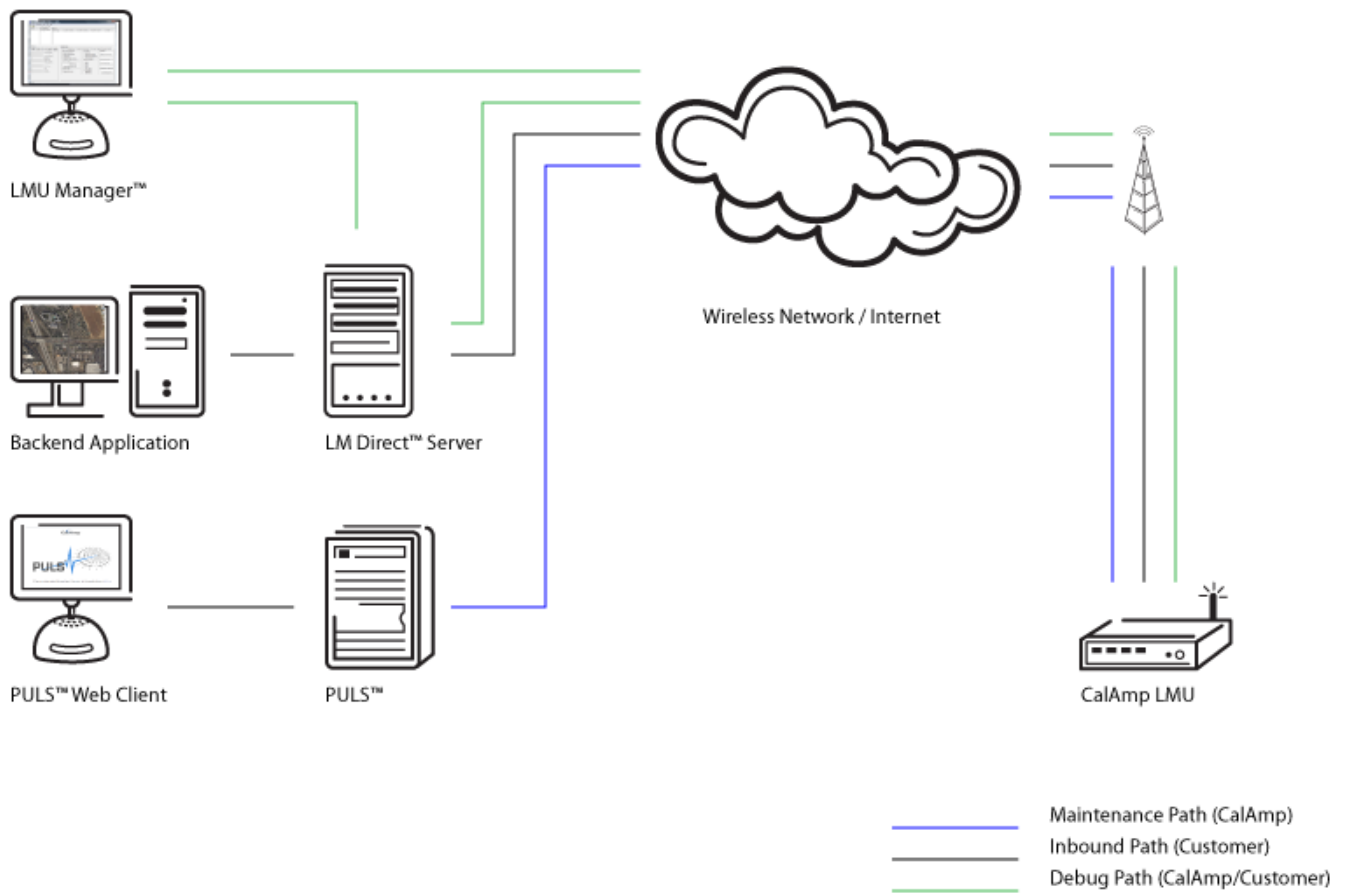 LMU Manager™
Wireless Network / Internet
Backend Application
LM Direct™ Server
PULS
PULS™ Web Client
PULS™
CalAmp LMU
Maintenance Path (CalAmp)
Inbound Path (Customer)
Debug Path (CalAmp/Customer)